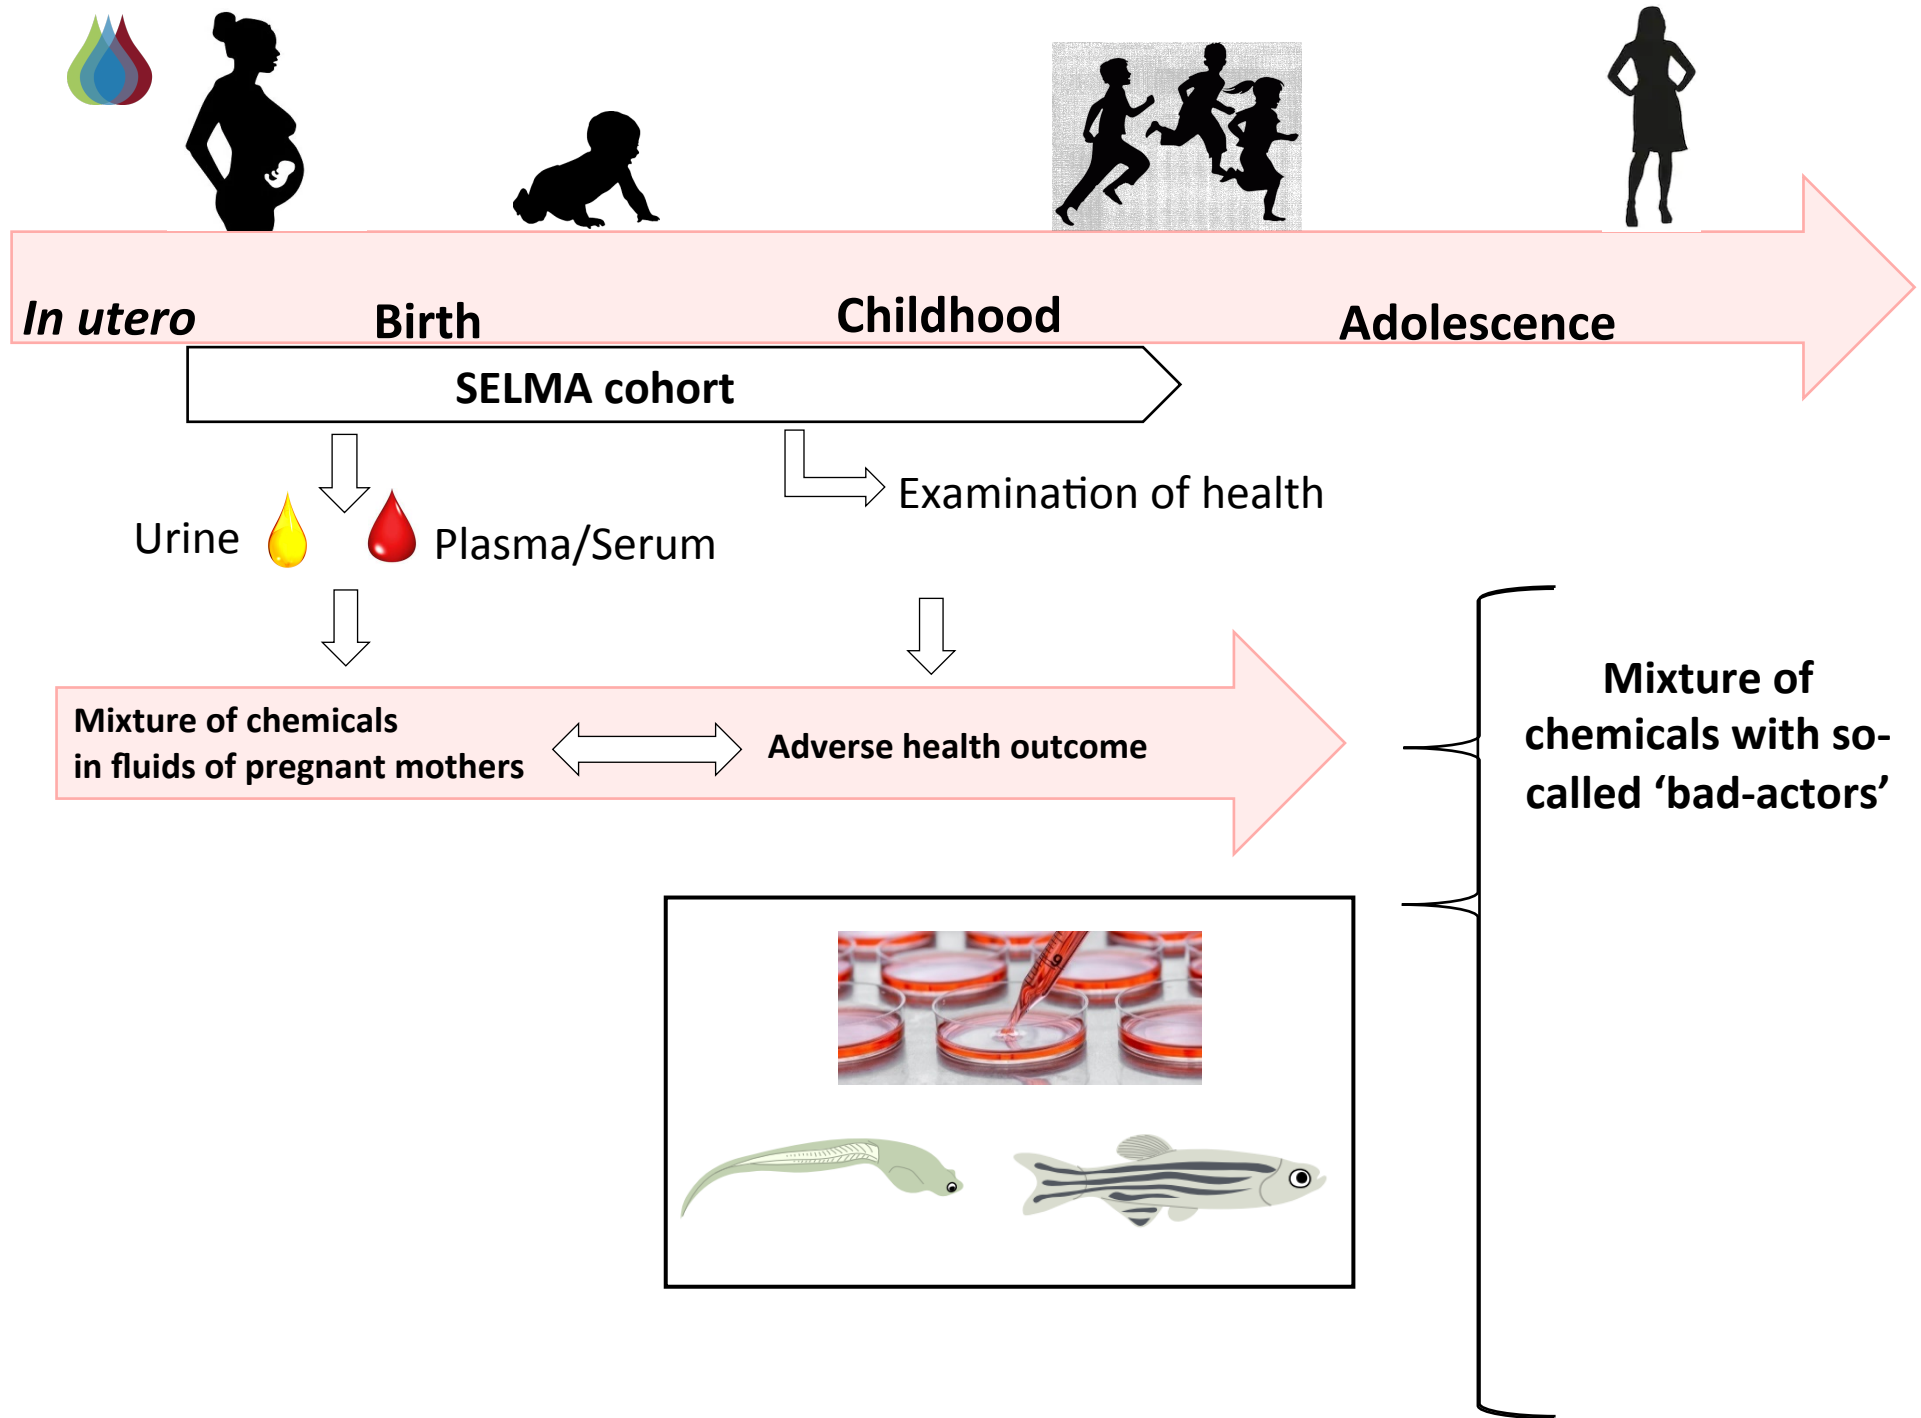 In utero
Birth
Childhood
Adolescence
SELMA cohort
Examination of health
Urine
Plasma/Serum
Mixture of chemicals
in fluids of pregnant mothers
Adverse health outcome
Mixture of
chemicals with so-
called ‘bad-actors’